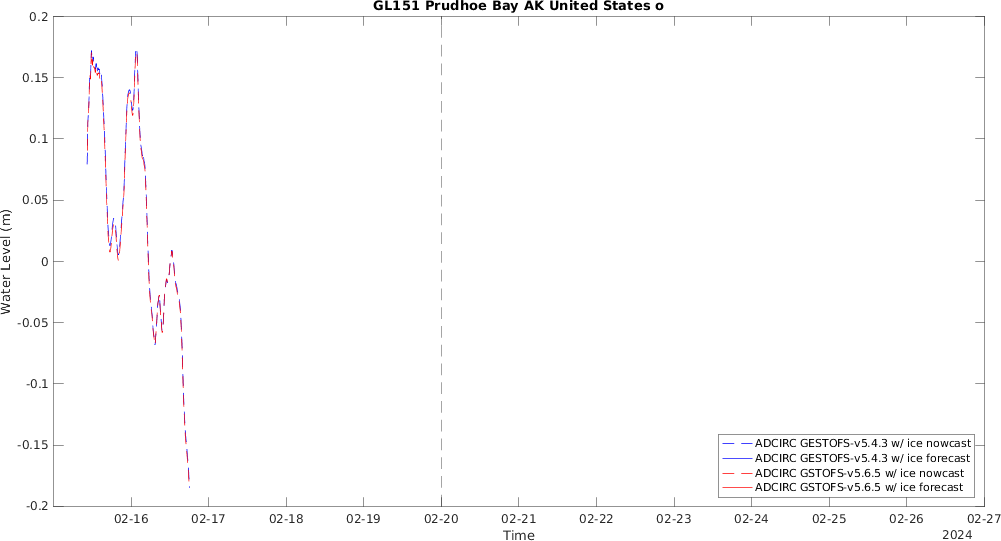 GL151 Prudhoe Bay AK United States o
0.2
0.15
0.1
0.05
0
-0.05
-0.1
-0.15
-0.2
Water Level (m)
02-16 02-17 02-18 02-19 02-20 02-21 02-22 02-23 02-24 02-25 02-26 02-27
Time
2024
ADCIRC GESTOFS-v5.4.3 w/ ice nowcast
ADCIRC GESTOFS-v5.4.3 w/ ice forecast
ADCIRC GSTOFS-v5.6.5 w/ ice nowcast
ADCIRC GSTOFS-v5.6.5 w/ ice forecast